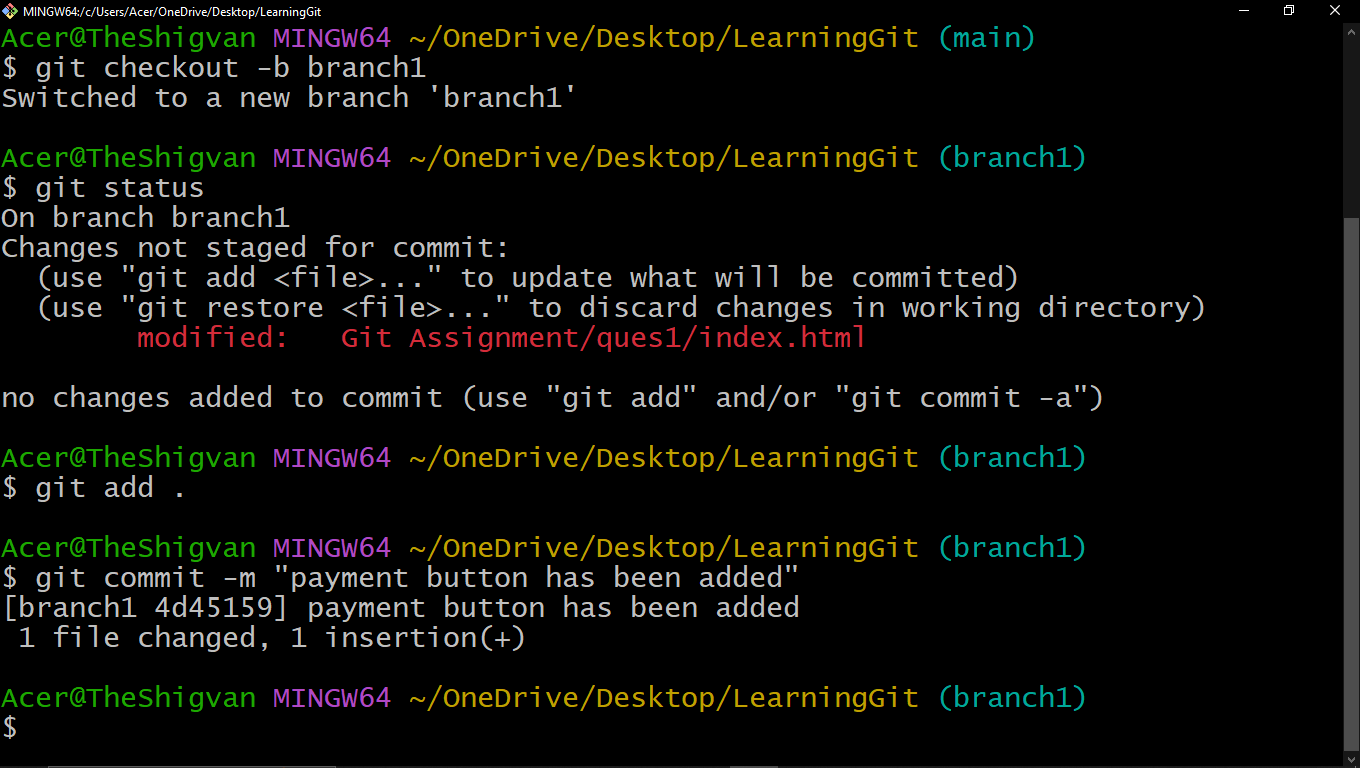 MINGW64:/c/Users/Acer/OneDrive/Desktop/LearningGit
Acer@TheShigvan MINGW64 ~/OneDrive/Desktop/LearningGit (main)
$ git checkout -b branch1
Switched to a new branch 'branch1'
Acer@TheShigvan MINGW64 ~/OneDrive/Desktop/LearningGit (branch1)
$ git status
On branch branch1
Changes not staged for commit:
  (use "git add <file>..." to update what will be committed)
  (use "git restore <file>..." to discard changes in working directory)
        modified:   Git Assignment/ques1/index.html
no changes added to commit (use "git add" and/or "git commit -a")
Acer@TheShigvan MINGW64 ~/OneDrive/Desktop/LearningGit (branch1)
$ git add .
Acer@TheShigvan MINGW64 ~/OneDrive/Desktop/LearningGit (branch1)
$ git commit -m "payment button has been added"
[branch1 4d45159] payment button has been added
 1 file changed, 1 insertion(+)
Acer@TheShigvan MINGW64 ~/OneDrive/Desktop/LearningGit (branch1)
$